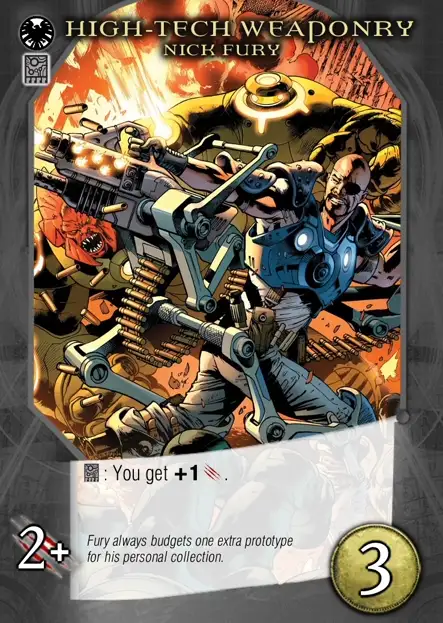 HIGH-TECH WEAPONRY
NICK FURY
: You get +1 .
2+
Fury always budgets one extra prototype
for his personal collection.
3